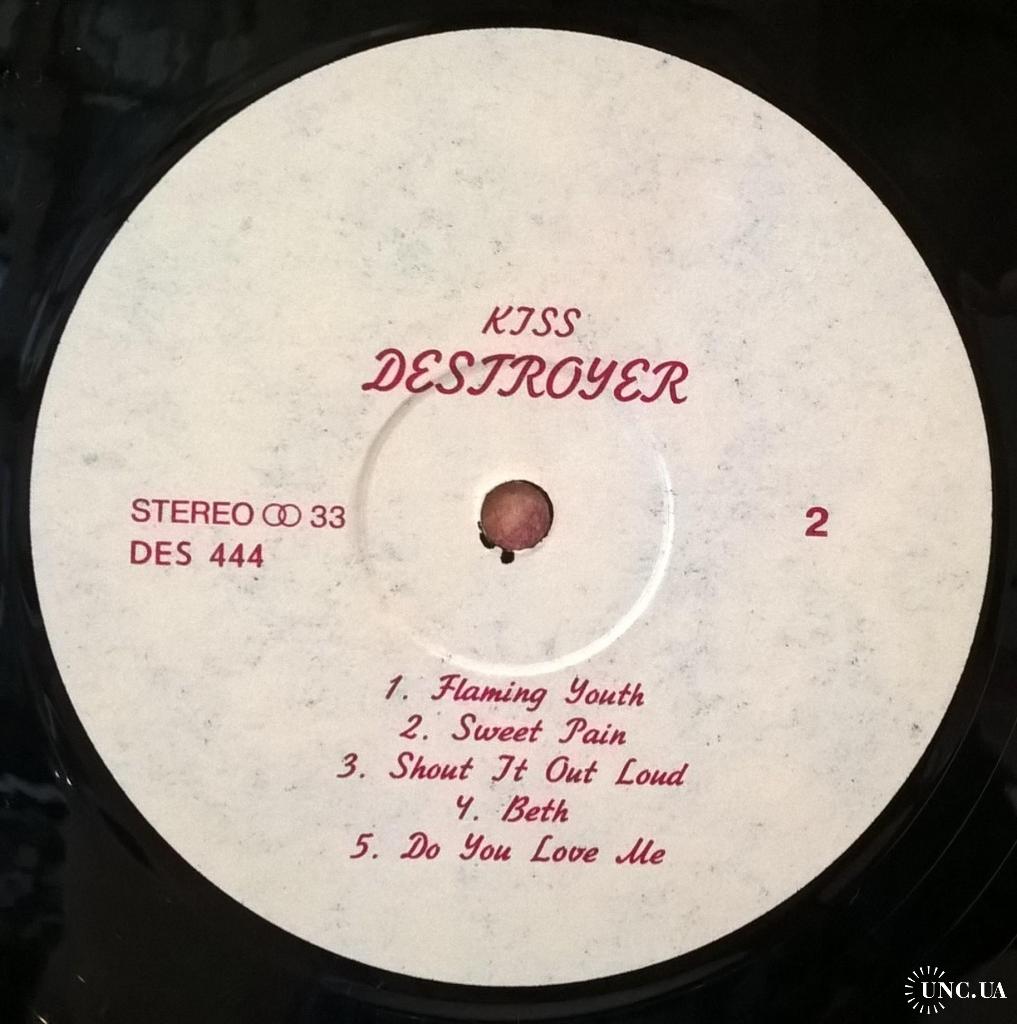 KISS
DESTROYER
STEREO ꝏ 33
DES 444
2
1. Flaming Youth
2. Sweet Pain
3. Shout It Out Loud
4. Beth
5. Do You Love Me
UNC.UA